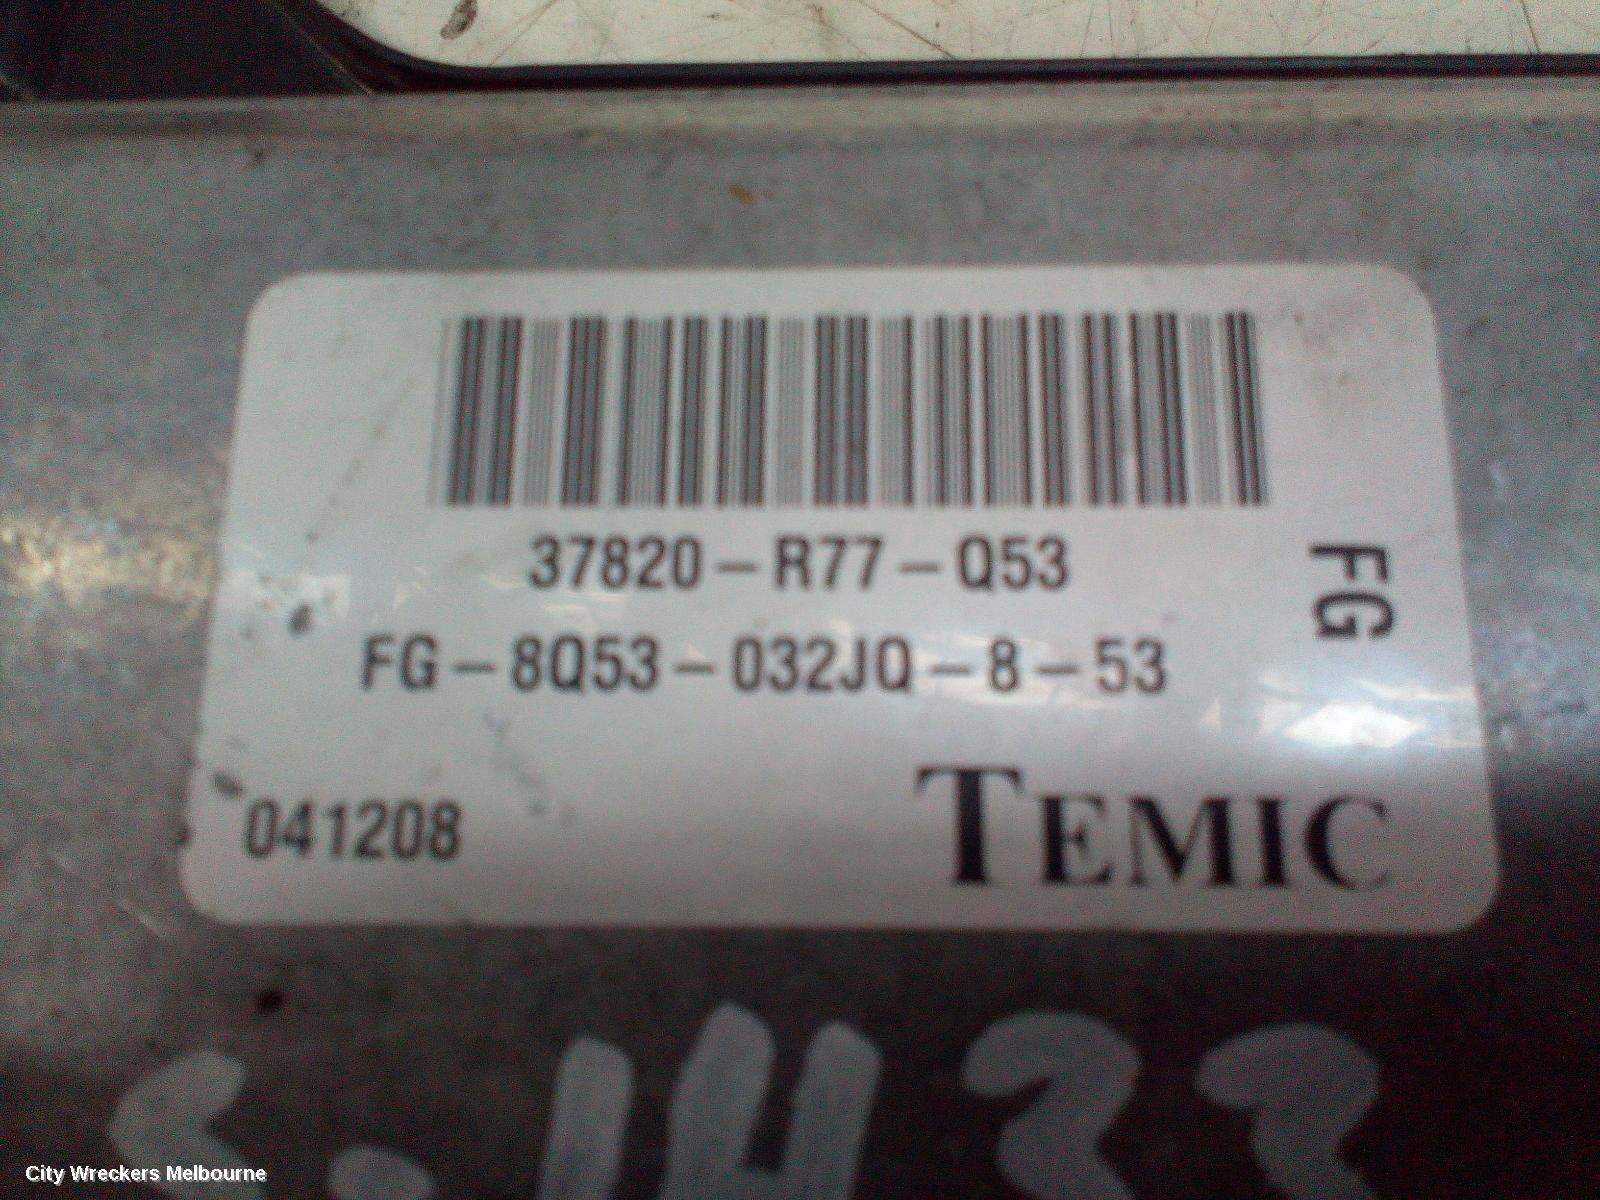 37820-R77-Q53
FG
FG-8Q53-032JQ-8-53
041208
TEMIC
City Wreckers Melbourne